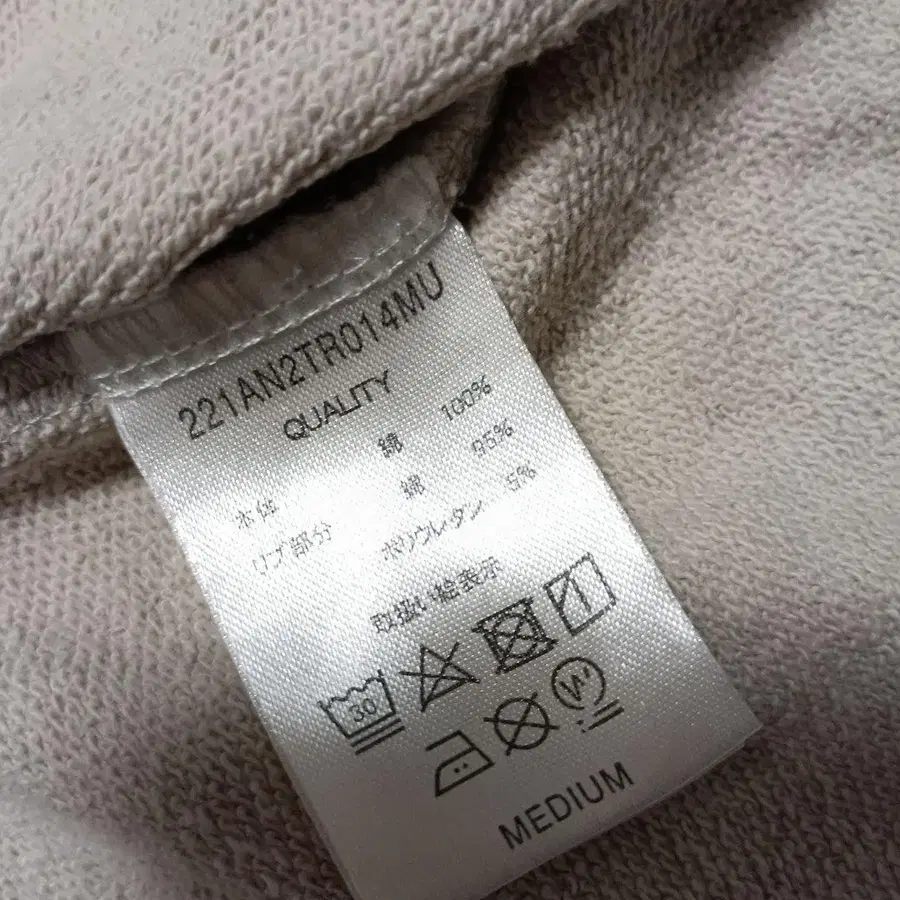 221AN2TR014MU
QUALITY
本体 綿 100%
リブ部分 綿 95%
ポリウレタン 5%
取扱い絵表示
30
W
MEDIUM